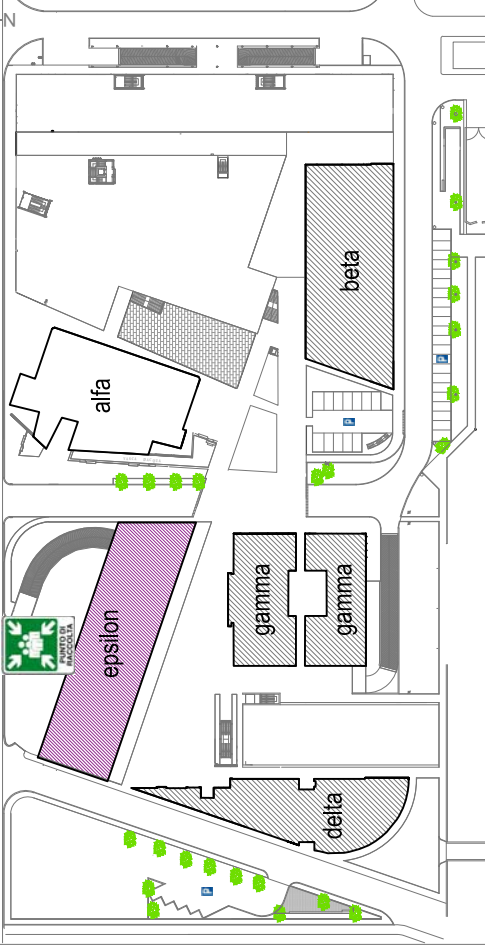 N
beta
P
alfa
P
gamma
gamma
epsilon
PUNTO DI
RACCOLTA
delta
P